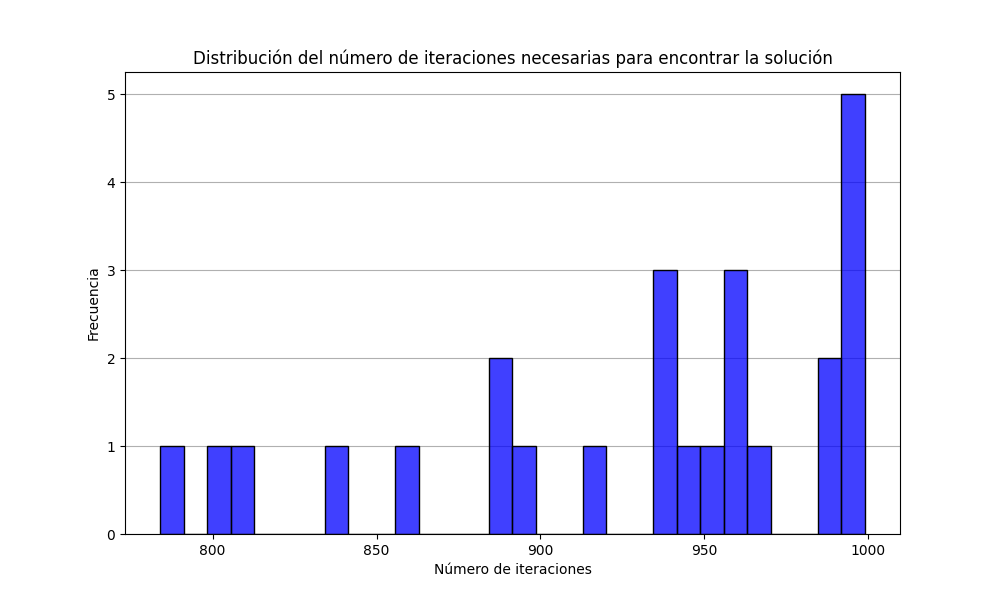 Distribución del número de iteraciones necesarias para encontrar la solución
5
4
3
2
1
0
Frecuencia
800 850 900 950 1000
Número de iteraciones